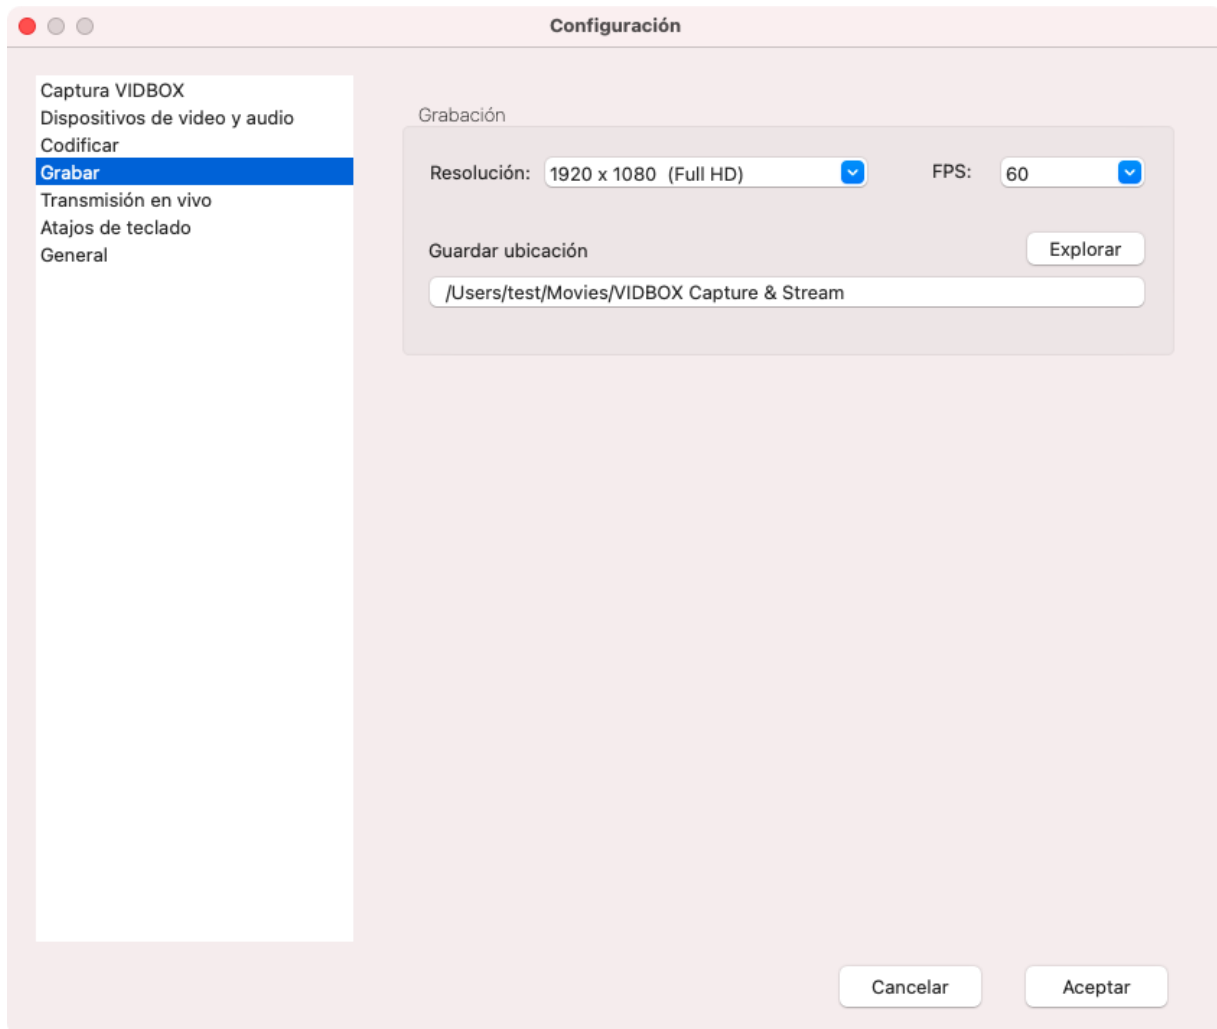 Configuración
Captura VIDBOX
Dispositivos de video y audio
Codificar
Grabar
Transmisión en vivo
Atajos de teclado
General
Grabación
Resolución: 1920 x 1080 (Full HD) FPS: 60
Guardar ubicación Explorar
/Users/test/Movies/VIDBOX Capture & Stream
Cancelar Aceptar